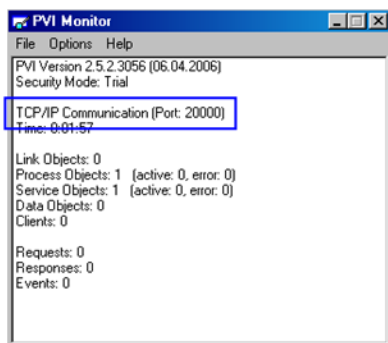 PVI Monitor
File Options Help
PVI Version 2.5.2.3056 (06.04.2006)
Security Mode: Trial
TCP/IP Communication (Port: 20000)
Time: 0:01:57
Link Objects: 0
Process Objects: 1 (active: 0, error: 0)
Service Objects: 1 (active: 0, error: 0)
Data Objects: 0
Clients: 0
Requests: 0
Responses: 0
Events: 0